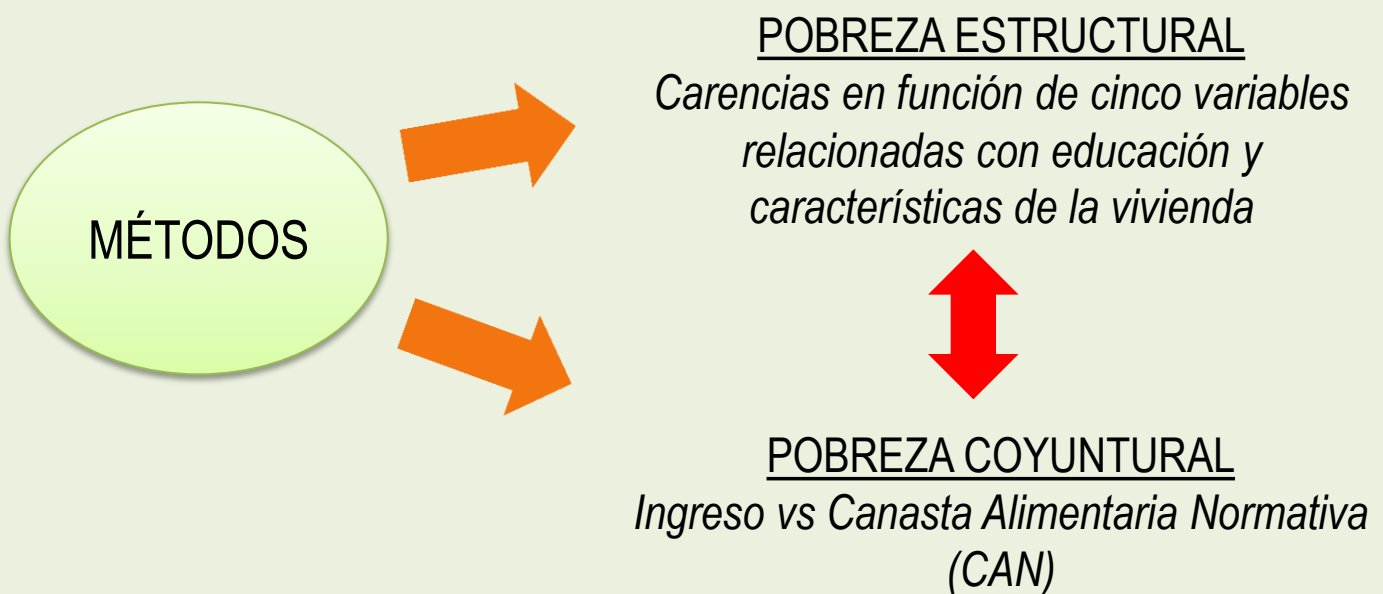 MÉTODOS
POBREZA ESTRUCTURAL
Carencias en función de cinco variables
relacionadas con educación y
características de la vivienda
POBREZA COYUNTURAL
Ingreso vs Canasta Alimentaria Normativa
(CAN)